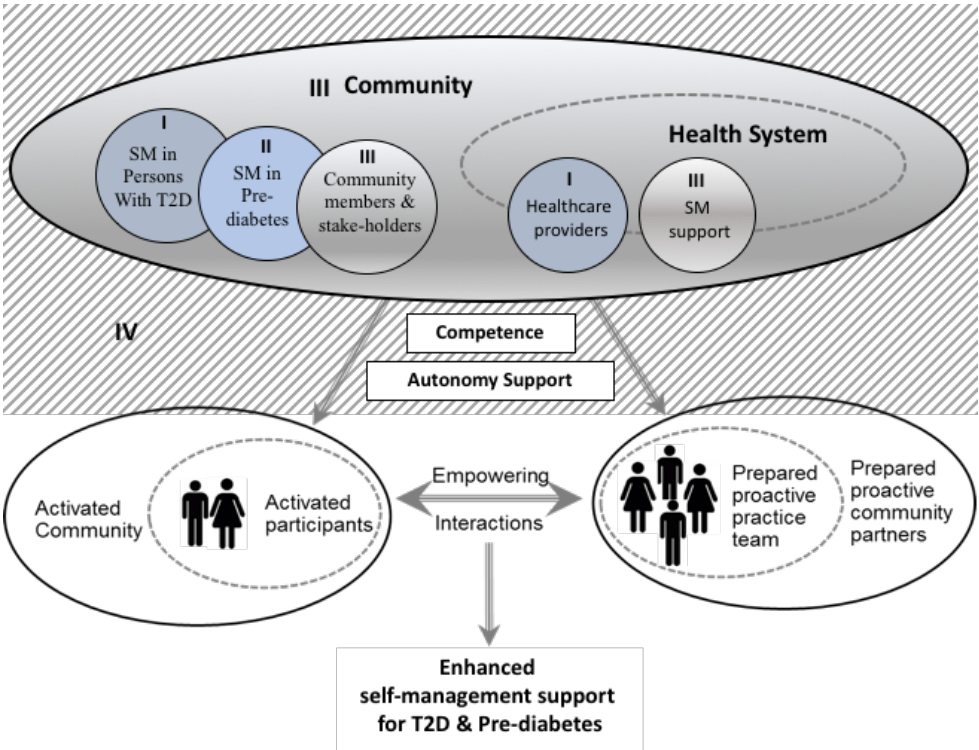 III Community
I
SM in
Persons
With T2D
II
SM in
Pre-
diabetes
III
Community
members &
stake-holders
Health System
I
Healthcare
providers
III
SM
support
IV
Competence
Autonomy Support
Activated
Community
Activated
participants
Empowering
Interactions
Prepared
proactive
practice
team
Prepared
proactive
community
partners
Enhanced
self-management support
for T2D & Pre-diabetes